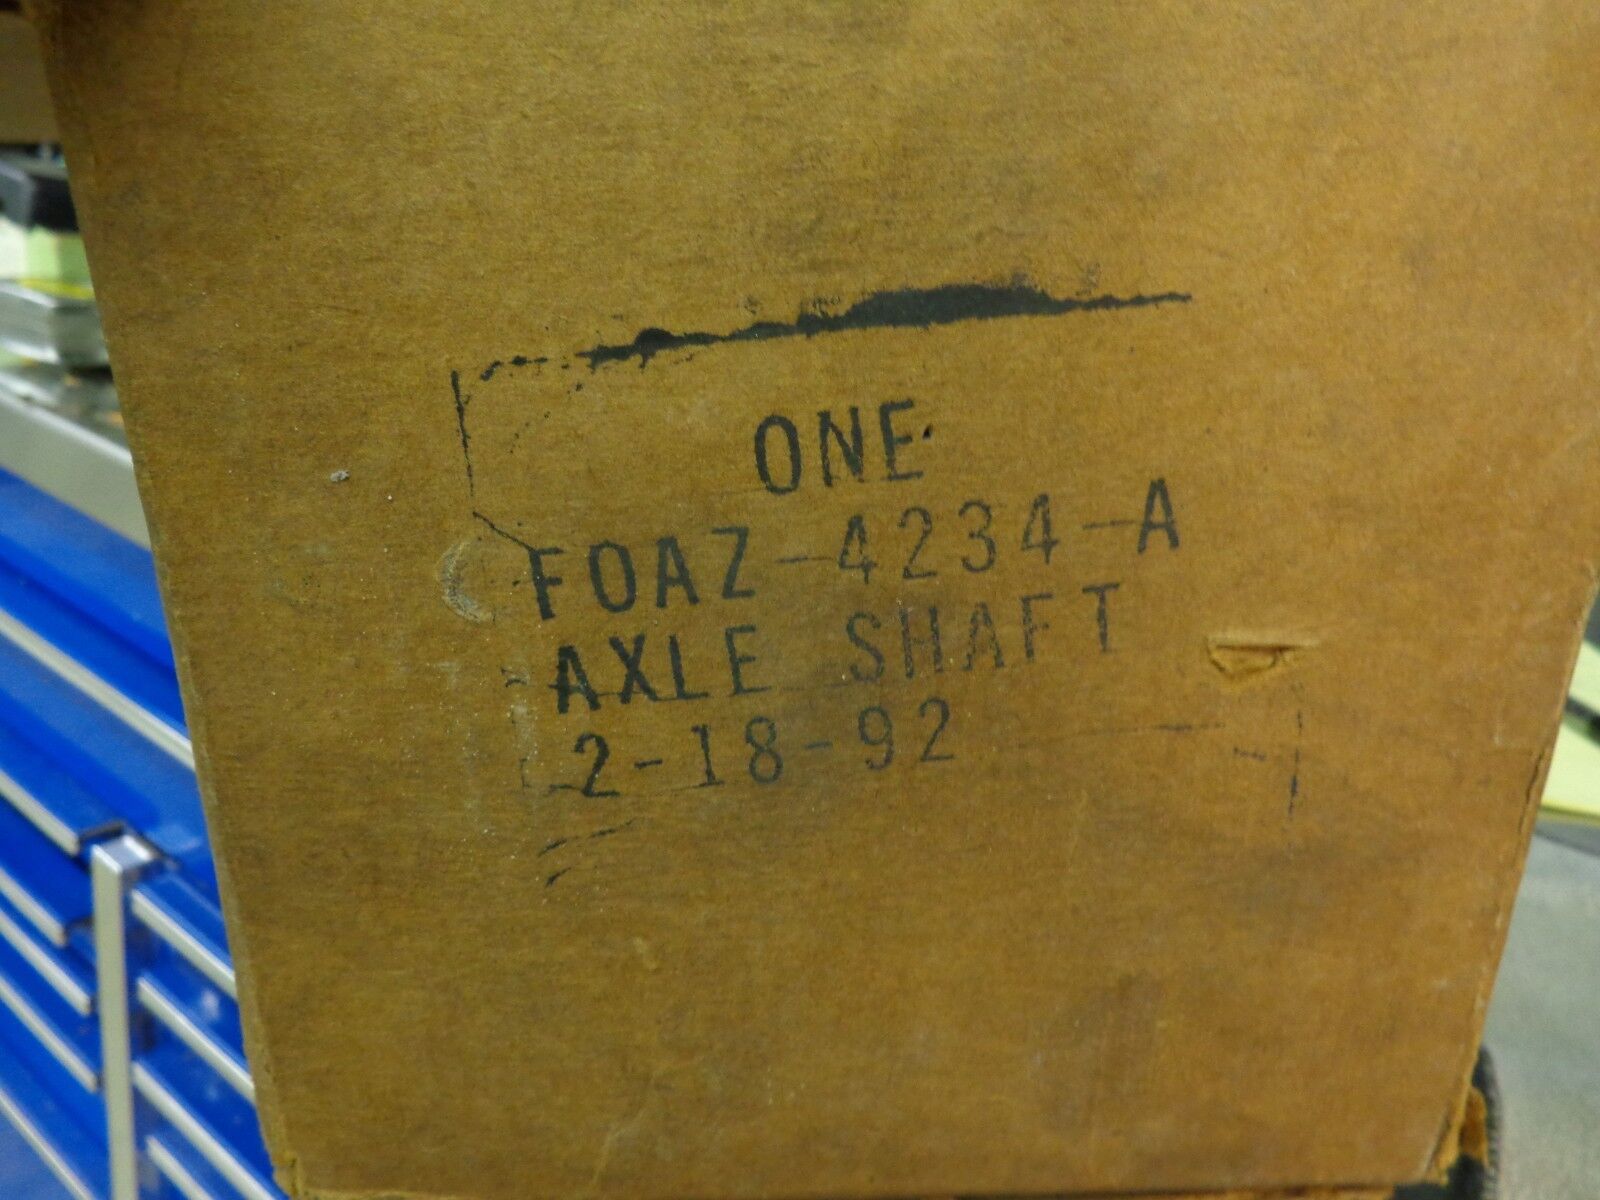 ONE
FOAZ-4234-A
AXLE SHAFT
2-18-92